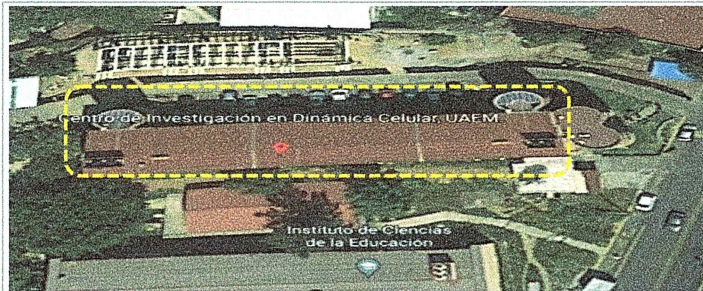 Centro de Investigación en Dinámica Celular, UAEM
Instituto de Ciencias
de la Educación